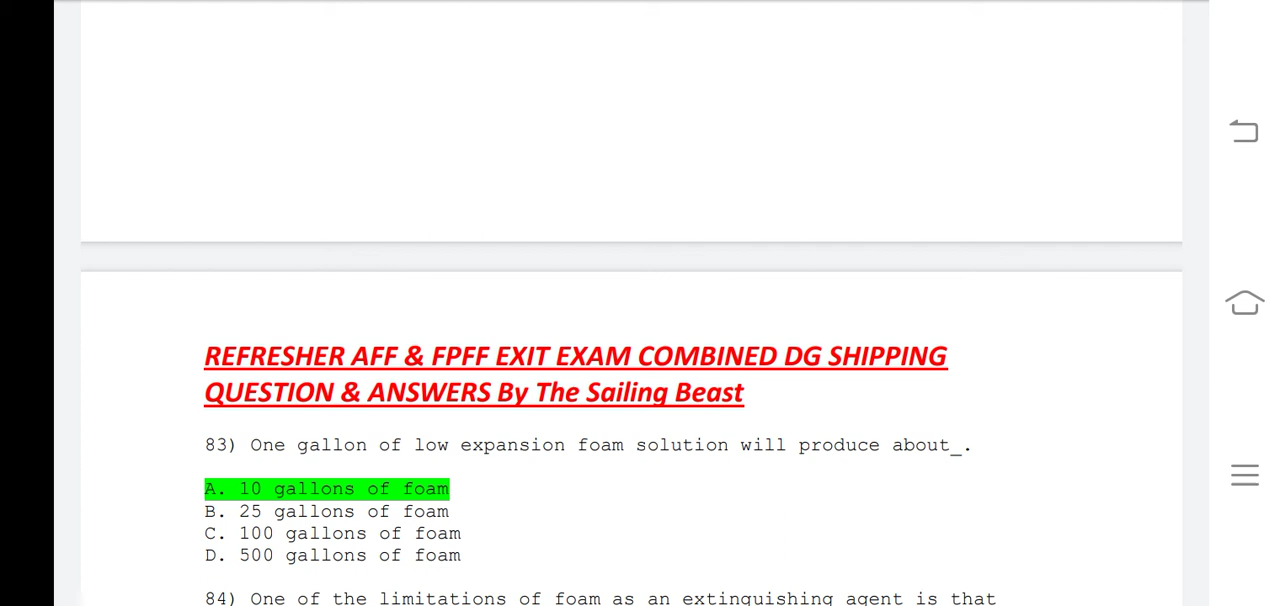 REFRESHER AFF & FPFF EXIT EXAM COMBINED DG SHIPPING
QUESTION & ANSWERS By The Sailing Beast
83) One gallon of low expansion foam solution will produce about_.
A. 10 gallons of foam
B. 25 gallons of foam
C. 100 gallons of foam
D. 500 gallons of foam
84) One of the limitations of foam as an extinguishing agent is that